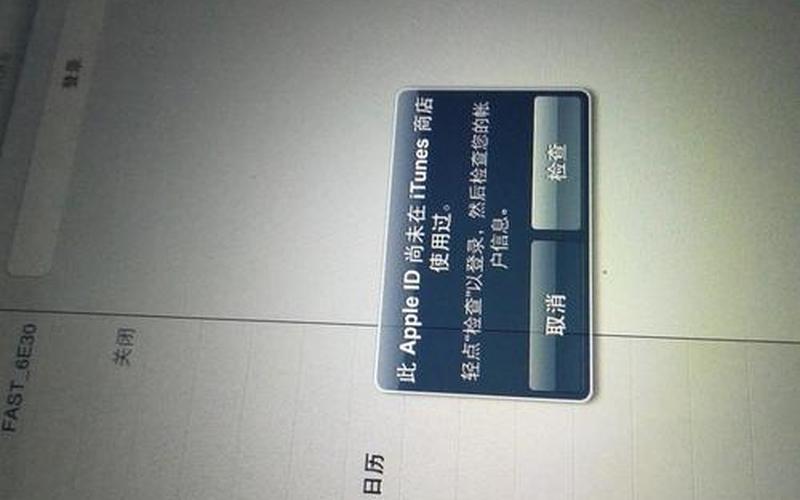 FAST_6E30
登录
关闭
此 Apple ID 尚未在 iTunes 商店
使用过。
轻点“检查”以登录，然后检查您的帐
户信息。
取消
检查
日历